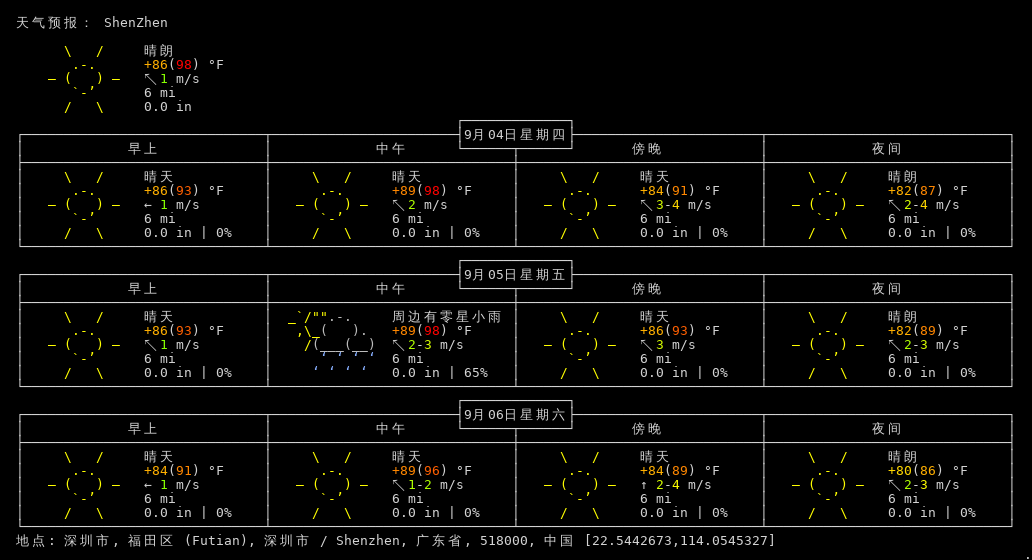 天气预报： ShenZhen
晴朗
+86(98) °F
↖ 1 m/s
6 mi
0.0 in
9月04日星期四
早上 中午 傍晚 夜间
晴天 晴天 晴天 晴朗
+86(93) °F +89(98) °F +84(91) °F +82(87) °F
← 1 m/s ↖ 2 m/s ↖ 3-4 m/s ↖ 2-4 m/s
6 mi 6 mi 6 mi 6 mi
0.0 in | 0% 0.0 in | 0% 0.0 in | 0% 0.0 in | 0%
9月05日星期五
早上 中午 傍晚 夜间
晴天 周边有零星小雨 晴天 晴朗
+86(93) °F +89(98) °F +86(93) °F +82(89) °F
↖ 1 m/s ↖ 2-3 m/s ↖ 3 m/s ↖ 2-3 m/s
6 mi 6 mi 6 mi 6 mi
0.0 in | 0% 0.0 in | 65% 0.0 in | 0% 0.0 in | 0%
9月06日星期六
早上 中午 傍晚 夜间
晴天 晴天 晴天 晴朗
+84(91) °F +89(96) °F +84(89) °F +80(86) °F
← 1 m/s ↖ 1-2 m/s ↑ 2-4 m/s ↖ 2-3 m/s
6 mi 6 mi 6 mi 6 mi
0.0 in | 0% 0.0 in | 0% 0.0 in | 0% 0.0 in | 0%
地点: 深圳市, 福田区 (Futian), 深圳市 / Shenzhen, 广东省, 518000, 中国 [22.5442673,114.0545327]